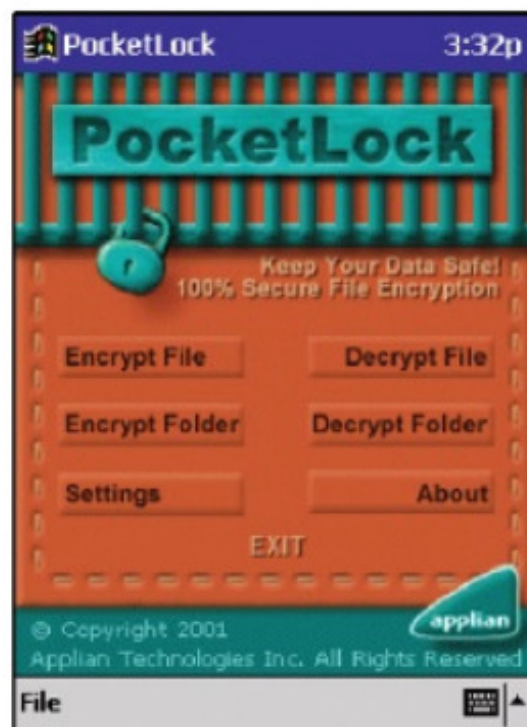 PocketLock 3:32p
PocketLock
Keep Your Data Safe!
100% Secure File Encryption
Encrypt File Decrypt File
Encrypt Folder Decrypt Folder
Settings About
EXIT
applian
© Copyright 2001
Applian Technologies Inc. All Rights Reserved
File